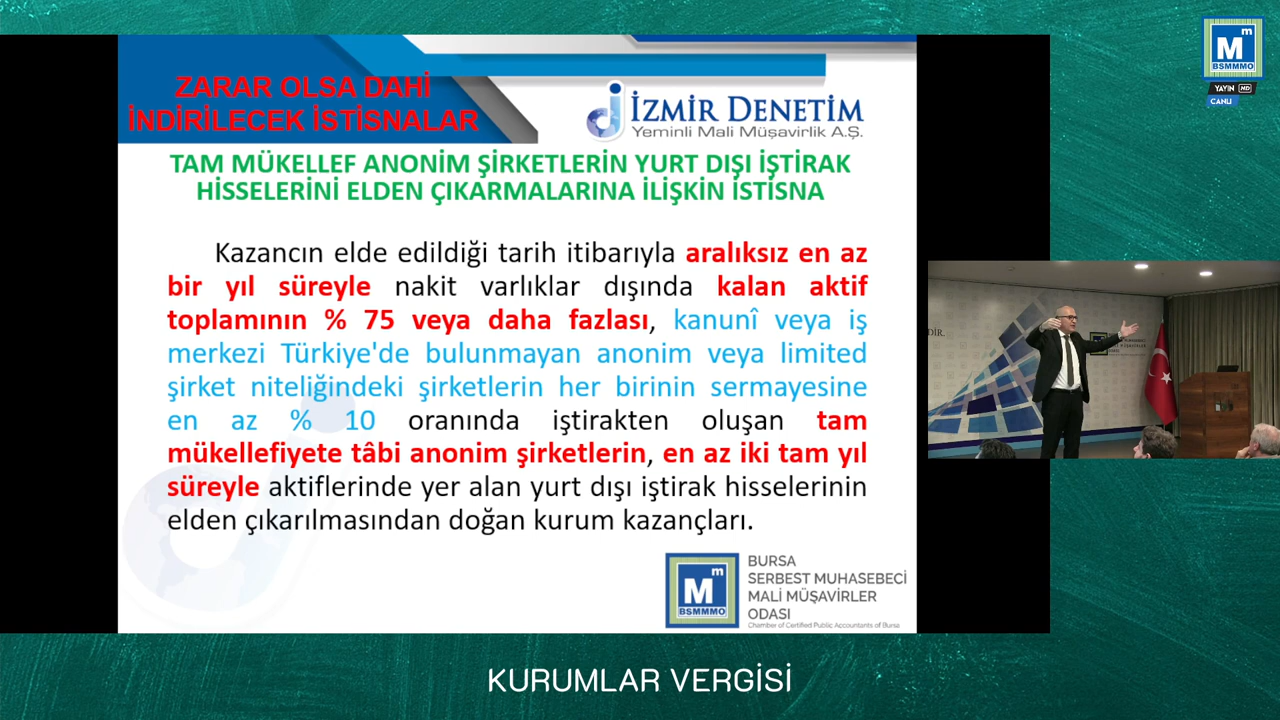 ZARAR OLSA DAHİ
İNDİRİLECEK İSTİSNALAR
İZMİR DENETİM
Yeminli Mali Müşavirlik A.Ş.
TAM MÜKELLEF ANONİM ŞİRKETLERİN YURT DIŞI İŞTİRAK
HİSSELERİNİ ELDEN ÇIKARMALARINA İLİŞKİN İSTİSNA
Kazancın elde edildiği tarih itibarıyla aralıksız en az
bir yıl süreyle nakit varlıklar dışında kalan aktif
toplamının % 75 veya daha fazlası, kanunî veya iş
merkezi Türkiye'de bulunmayan anonim veya limited
şirket niteliğindeki şirketlerin her birinin sermayesine
en az % 10 oranında iştirakten oluşan tam
mükellefiyete tâbi anonim şirketlerin, en az iki tam yıl
süreyle aktiflerinde yer alan yurt dışı iştirak hisselerinin
elden çıkarılmasından doğan kurum kazançları.
Mm
BSMMMO
BURSA
SERBEST MUHASEBECİ
MALİ MÜŞAVİRLER
ODASI
Chamber of Certified Public Accountants of Bursa
Mm
BSMMMO
YAYIN HD
CANLI
DİR.
KURUMLAR VERGİSİ